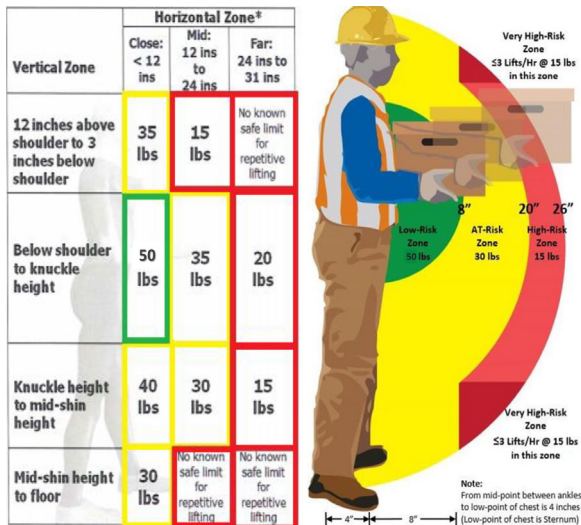 Horizontal Zone*
Vertical Zone
Close:
< 12
ins
Mid:
12 ins
to
24 ins
Far:
24 ins to
31 ins
12 inches above
shoulder to 3
inches below
shoulder
35
lbs
15
lbs
No known
safe limit
for
repetitive
lifting
Below shoulder
to knuckle
height
50
lbs
35
lbs
20
lbs
Knuckle height
to mid-shin
height
40
lbs
30
lbs
15
lbs
Mid-shin height
to floor
30
lbs
No known
safe limit
for
repetitive
lifting
No known
safe limit
for
repetitive
lifting
Very High-Risk
Zone
≤3 Lifts/Hr @ 15 lbs
in this zone
8”
20”
26”
Low-Risk
Zone
50 lbs
AT-Risk
Zone
30 lbs
High-Risk
Zone
15 lbs
Very High-Risk
Zone
≤3 Lifts/Hr @ 15 lbs
in this zone
Note:
From mid-point between ankles
to low-point of chest is 4 inches
(Low-point of chest is Sternum)
4”
8”